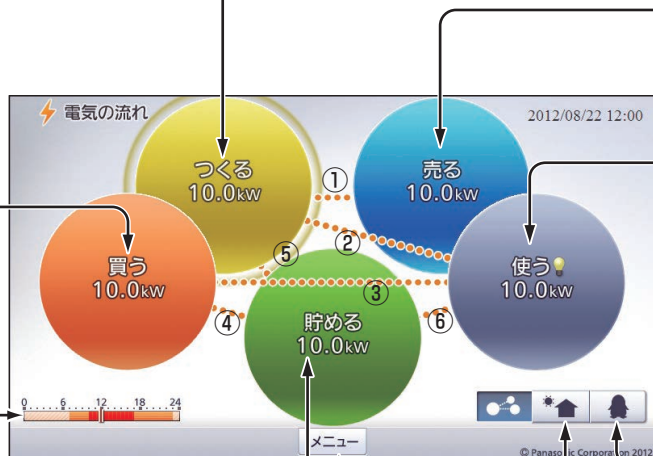 電気の流れ
2012/08/22 12:00
つくる
10.0kW
売る
10.0kW
①
②
買う
10.0kW
⑤
使う
10.0kW
③
貯める
10.0kW
④
⑥
0 6 12 18 24
メニュー
© Panasonic Corporation 2012